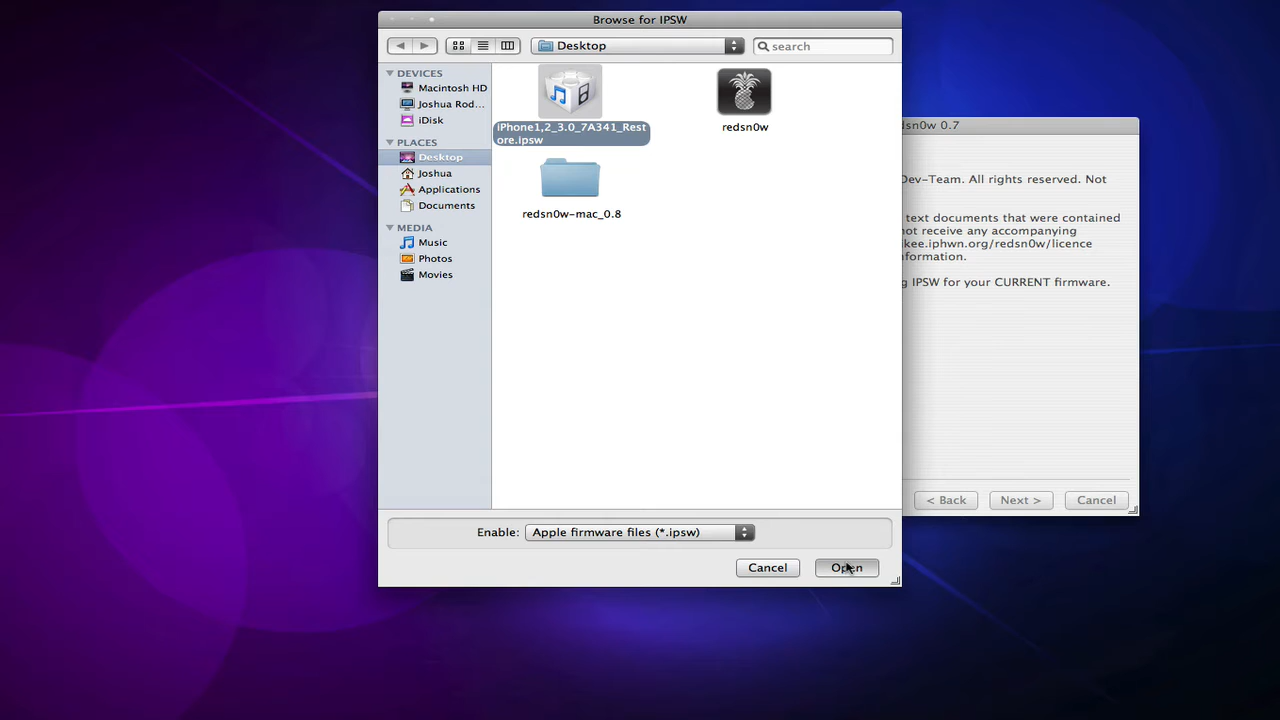 Browse for IPSW
Desktop
search
DEVICES
Macintosh HD
Joshua Rod...
iDisk
PLACES
Desktop
Joshua
Applications
Documents
MEDIA
Music
Photos
Movies
iPhone1,2_3.0_7A341_Rest
ore.ipsw
redsn0w
redsn0w-mac_0.8
Enable:
Apple firmware files (*.ipsw)
Cancel
Open
dsn0w 0.7
Dev-Team. All rights reserved. Not
text documents that were contained
not receive any accompanying
kee.iphwn.org/redsn0w/licence
nformation.
g IPSW for your CURRENT firmware.
< Back
Next >
Cancel